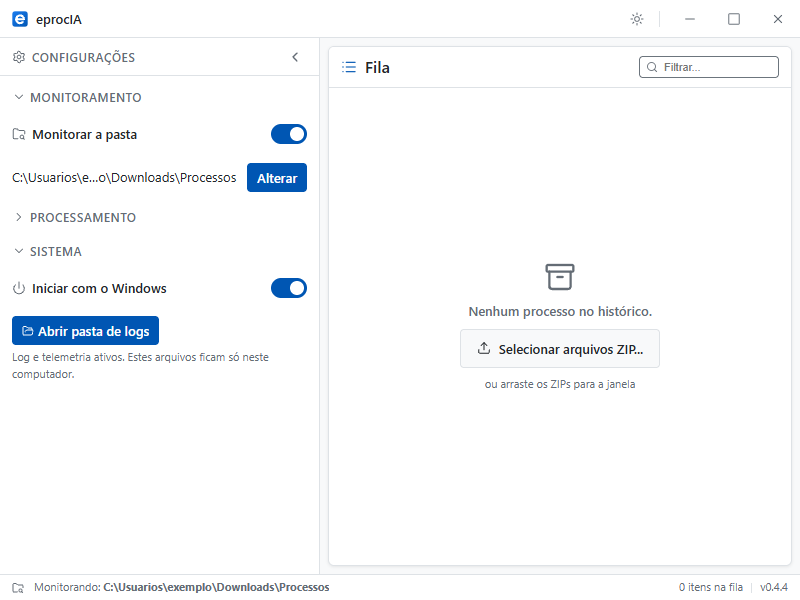 eprocIA
CONFIGURAÇÕES
MONITORAMENTO
Monitorar a pasta
C:\Usuarios\e...o\Downloads\Processos
Alterar
PROCESSAMENTO
SISTEMA
Iniciar com o Windows
Abrir pasta de logs
Log e telemetria ativos. Estes arquivos ficam só neste
computador.
Fila
Filtrar...
Nenhum processo no histórico.
Selecionar arquivos ZIP...
ou arraste os ZIPs para a janela
Monitorando: C:\Usuarios\exemplo\Downloads\Processos
0 itens na fila
v0.4.4